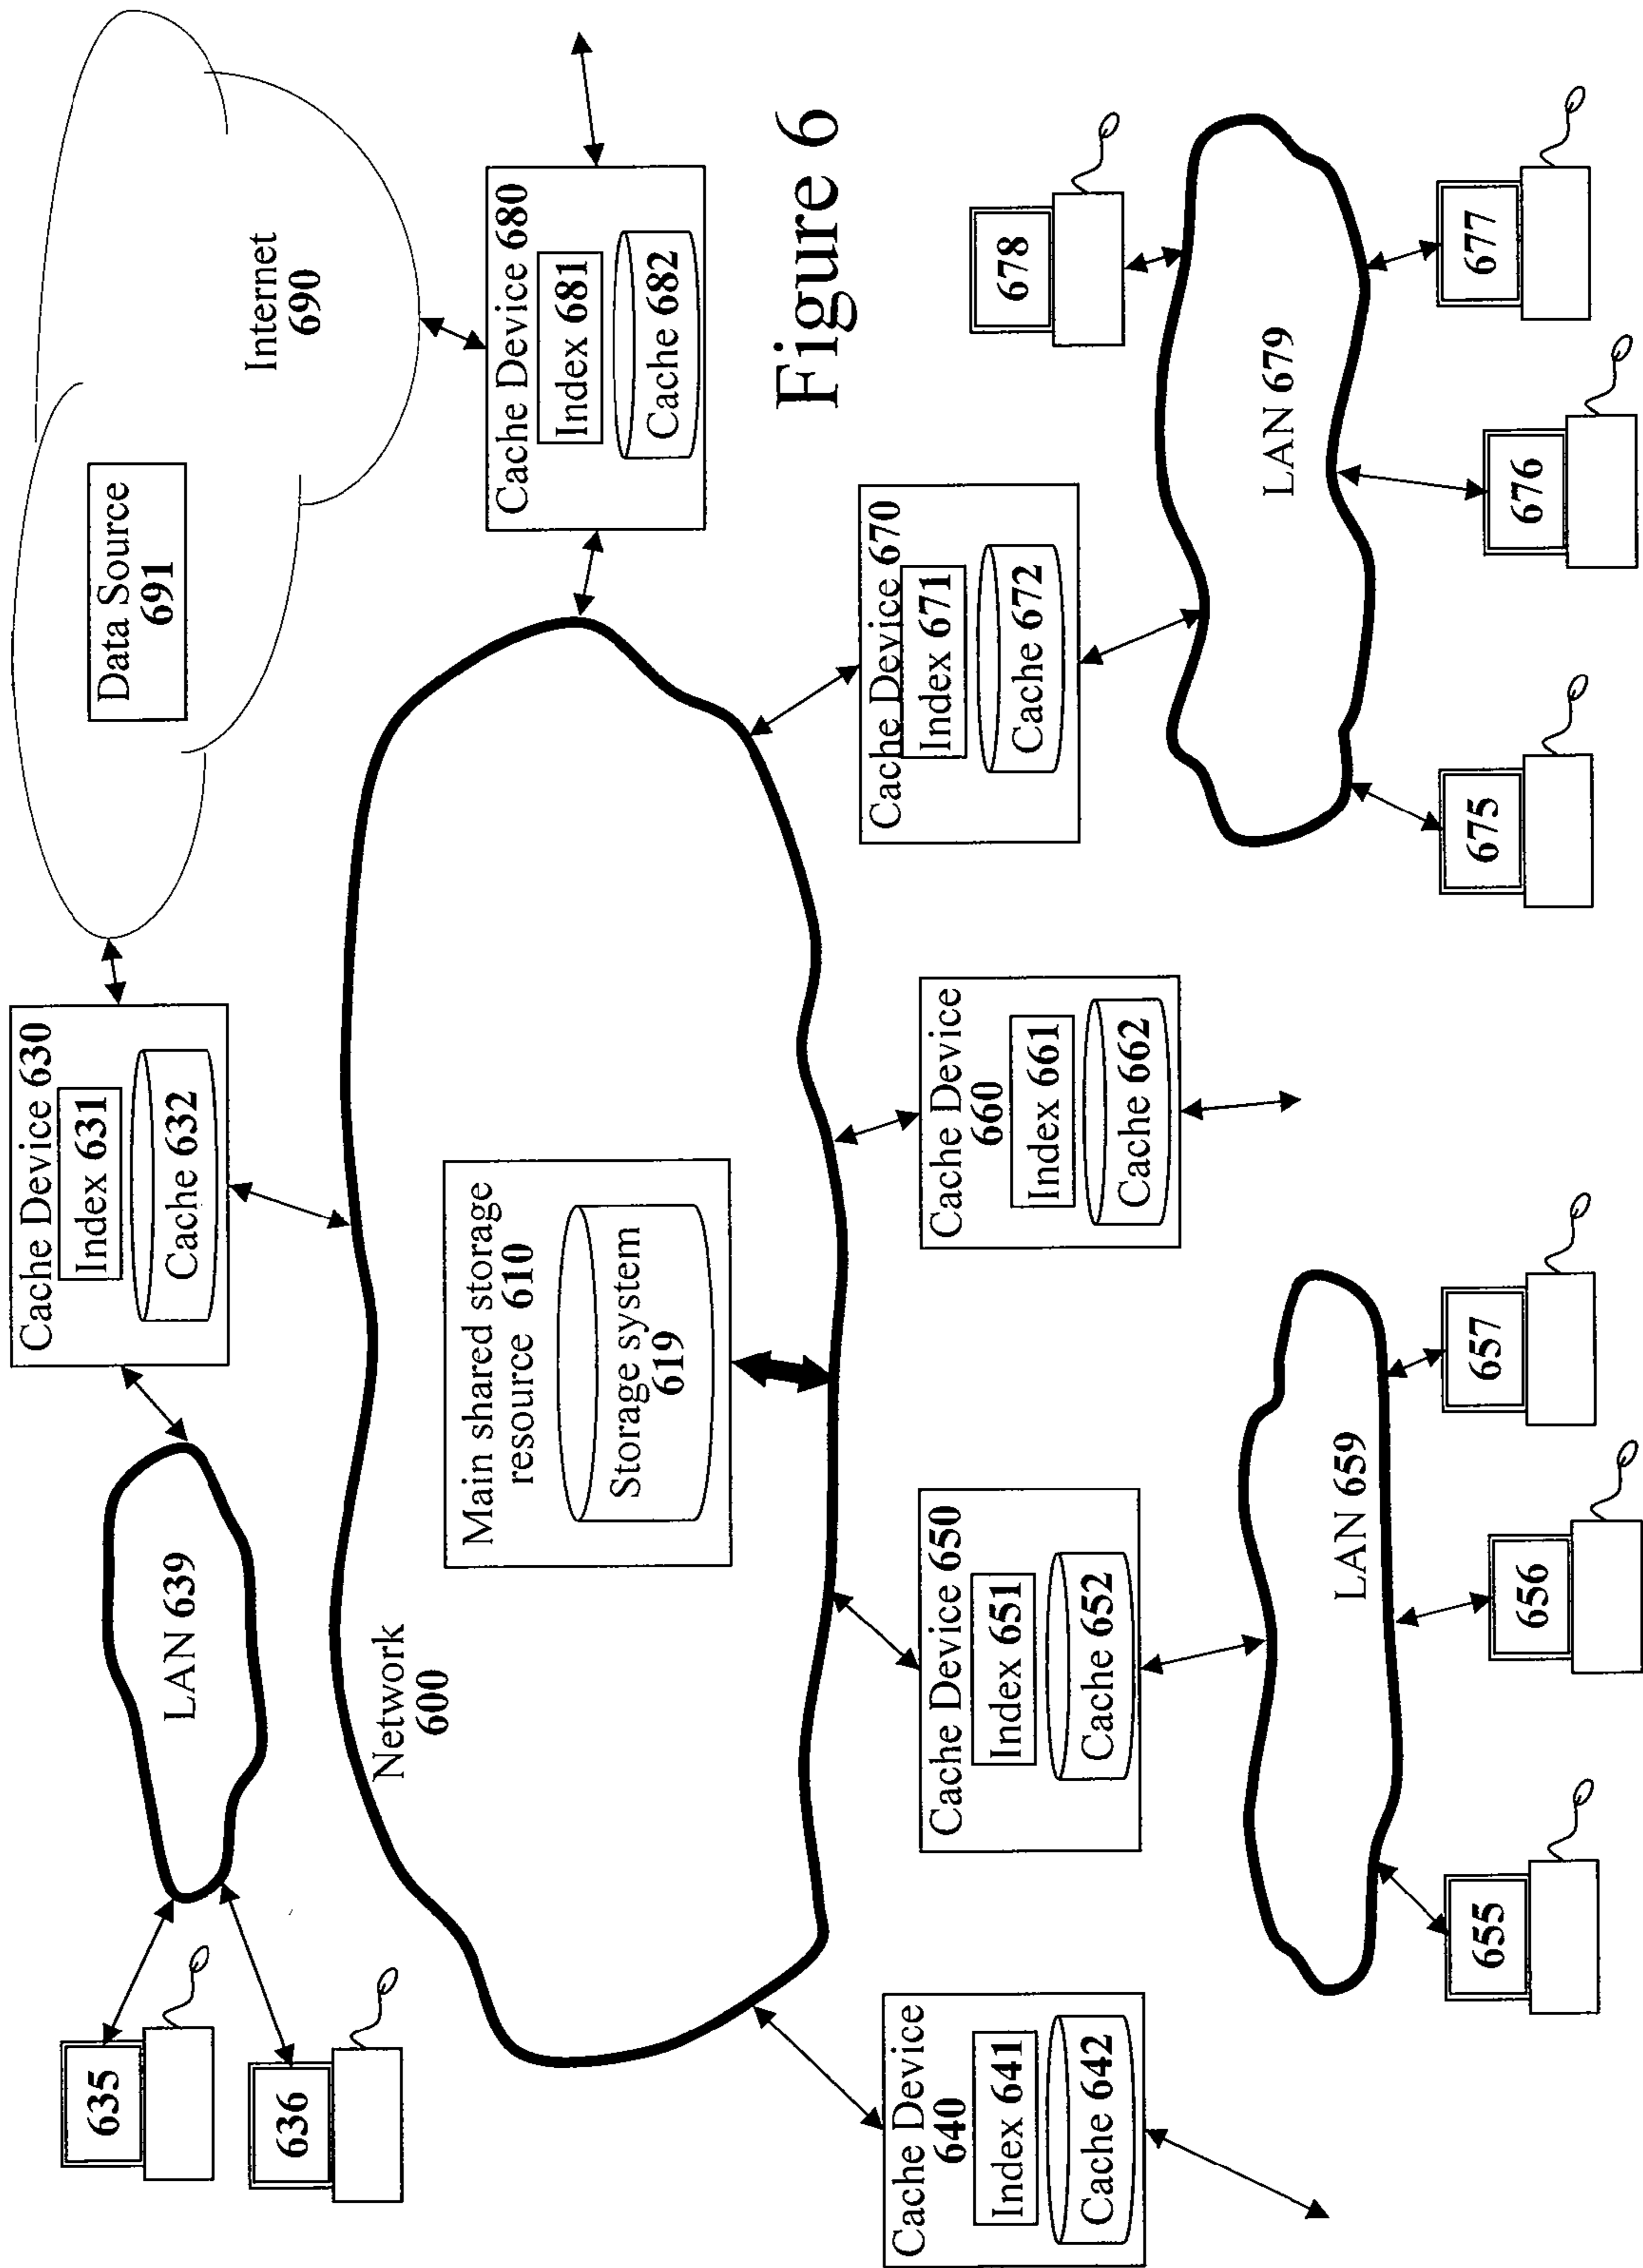 635
636
LAN 639
Cache Device 630
Index 631
Cache 632
Data Source
691
Internet
690
Network
600
Main shared storage
resource 610
Storage system
619
Cache Device 680
Index 681
Cache 682
Figure 6
Cache Device
640
Index 641
Cache 642
Cache Device 650
Index 651
Cache 652
Cache Device
660
Index 661
Cache 662
Cache Device 670
Index 671
Cache 672
LAN 659
655
656
657
LAN 679
675
676
677
678